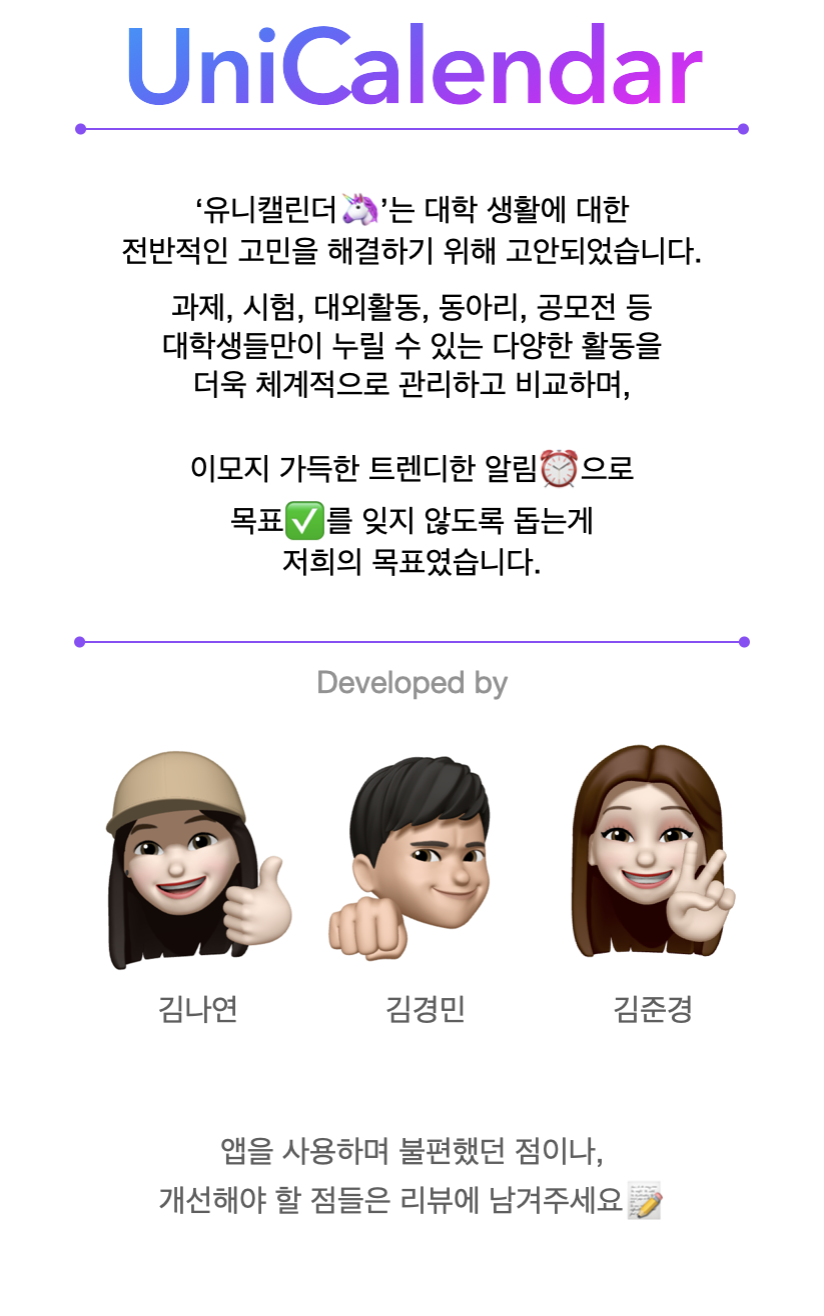 UniCalendar
‘유니캘린더🦄’는 대학 생활에 대한
전반적인 고민을 해결하기 위해 고안되었습니다.
과제, 시험, 대외활동, 동아리, 공모전 등
대학생들만이 누릴 수 있는 다양한 활동을
더욱 체계적으로 관리하고 비교하며,
이모지 가득한 트렌디한 알림⏰으로
목표✅를 잊지 않도록 돕는게
저희의 목표였습니다.
Developed by
김나연 김경민 김준경
앱을 사용하며 불편했던 점이나,
개선해야 할 점들은 리뷰에 남겨주세요📝